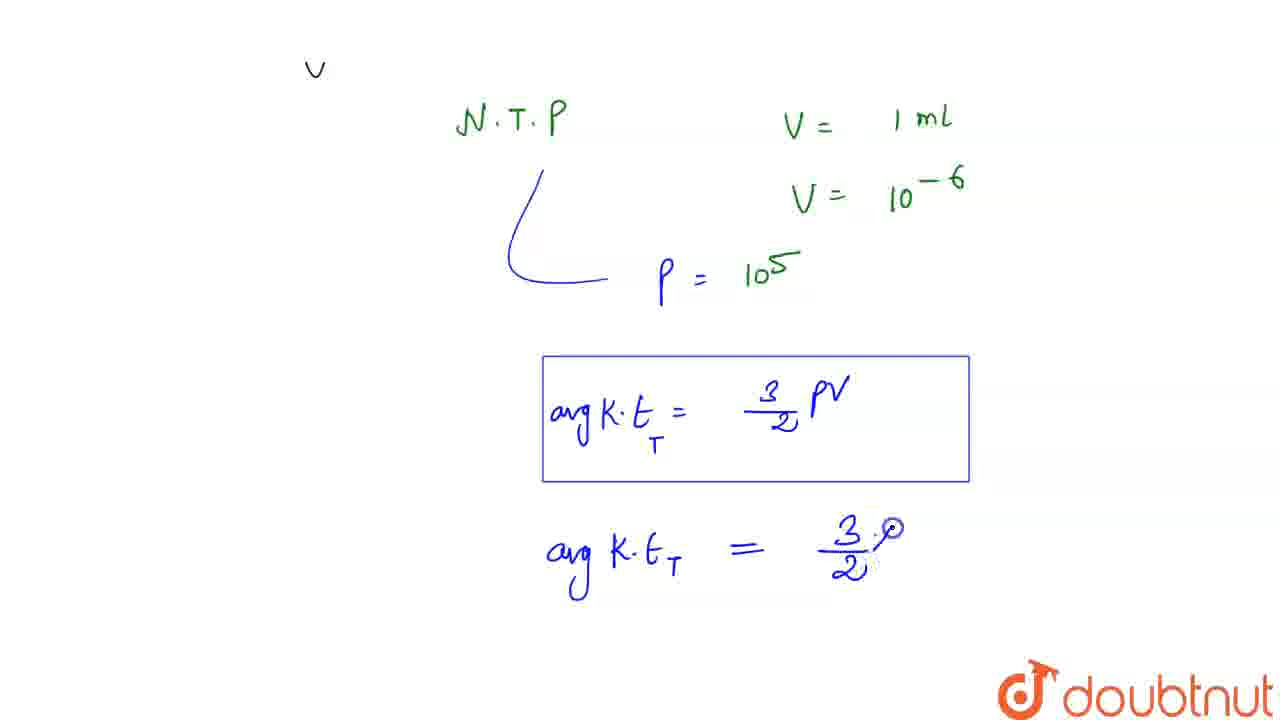 V
N.T.P V = 1 ml
V = 10^-6
P = 10^5
avg K.E_T = 3/2 PV
avg K.E_T = 3/2
doubtnut